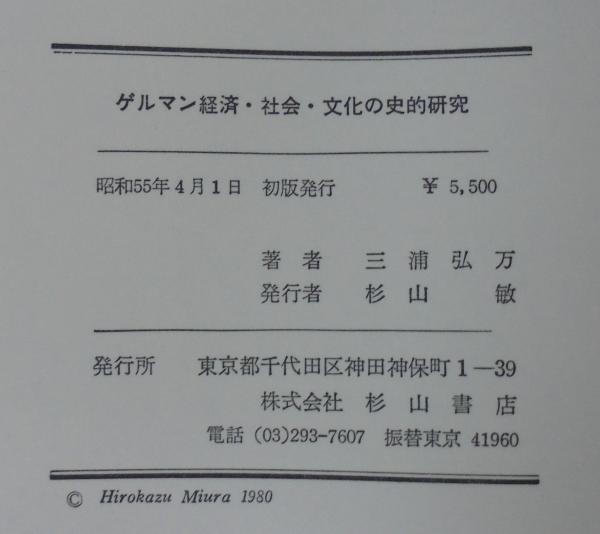 ゲルマン経済・社会・文化の史的研究
昭和55年4月1日 初版発行 ¥ 5,500
著者 三浦弘万
発行者 杉山敏
発行所 東京都千代田区神田神保町1―39
株式会社 杉山書店
電話 (03)293-7607 振替東京 41960
© Hirokazu Miura 1980